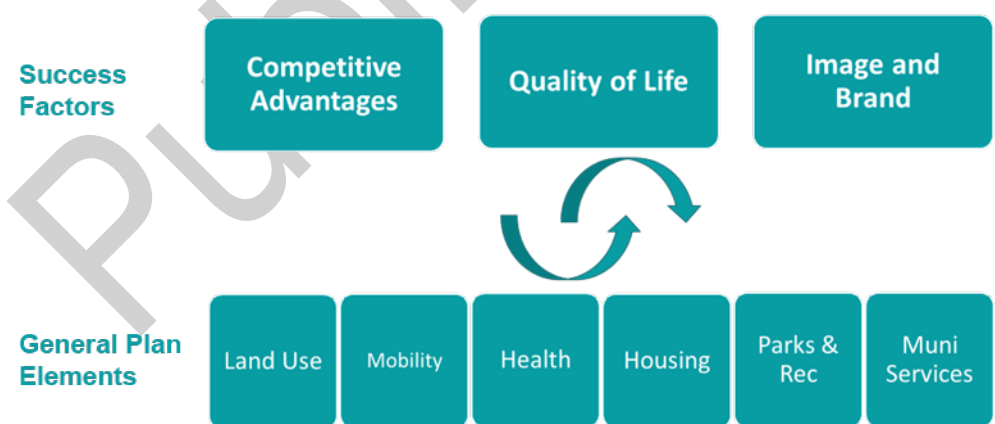 Success
Factors
Competitive
Advantages
Quality of Life
Image and
Brand
General Plan
Elements
Land Use
Mobility
Health
Housing
Parks &
Rec
Muni
Services